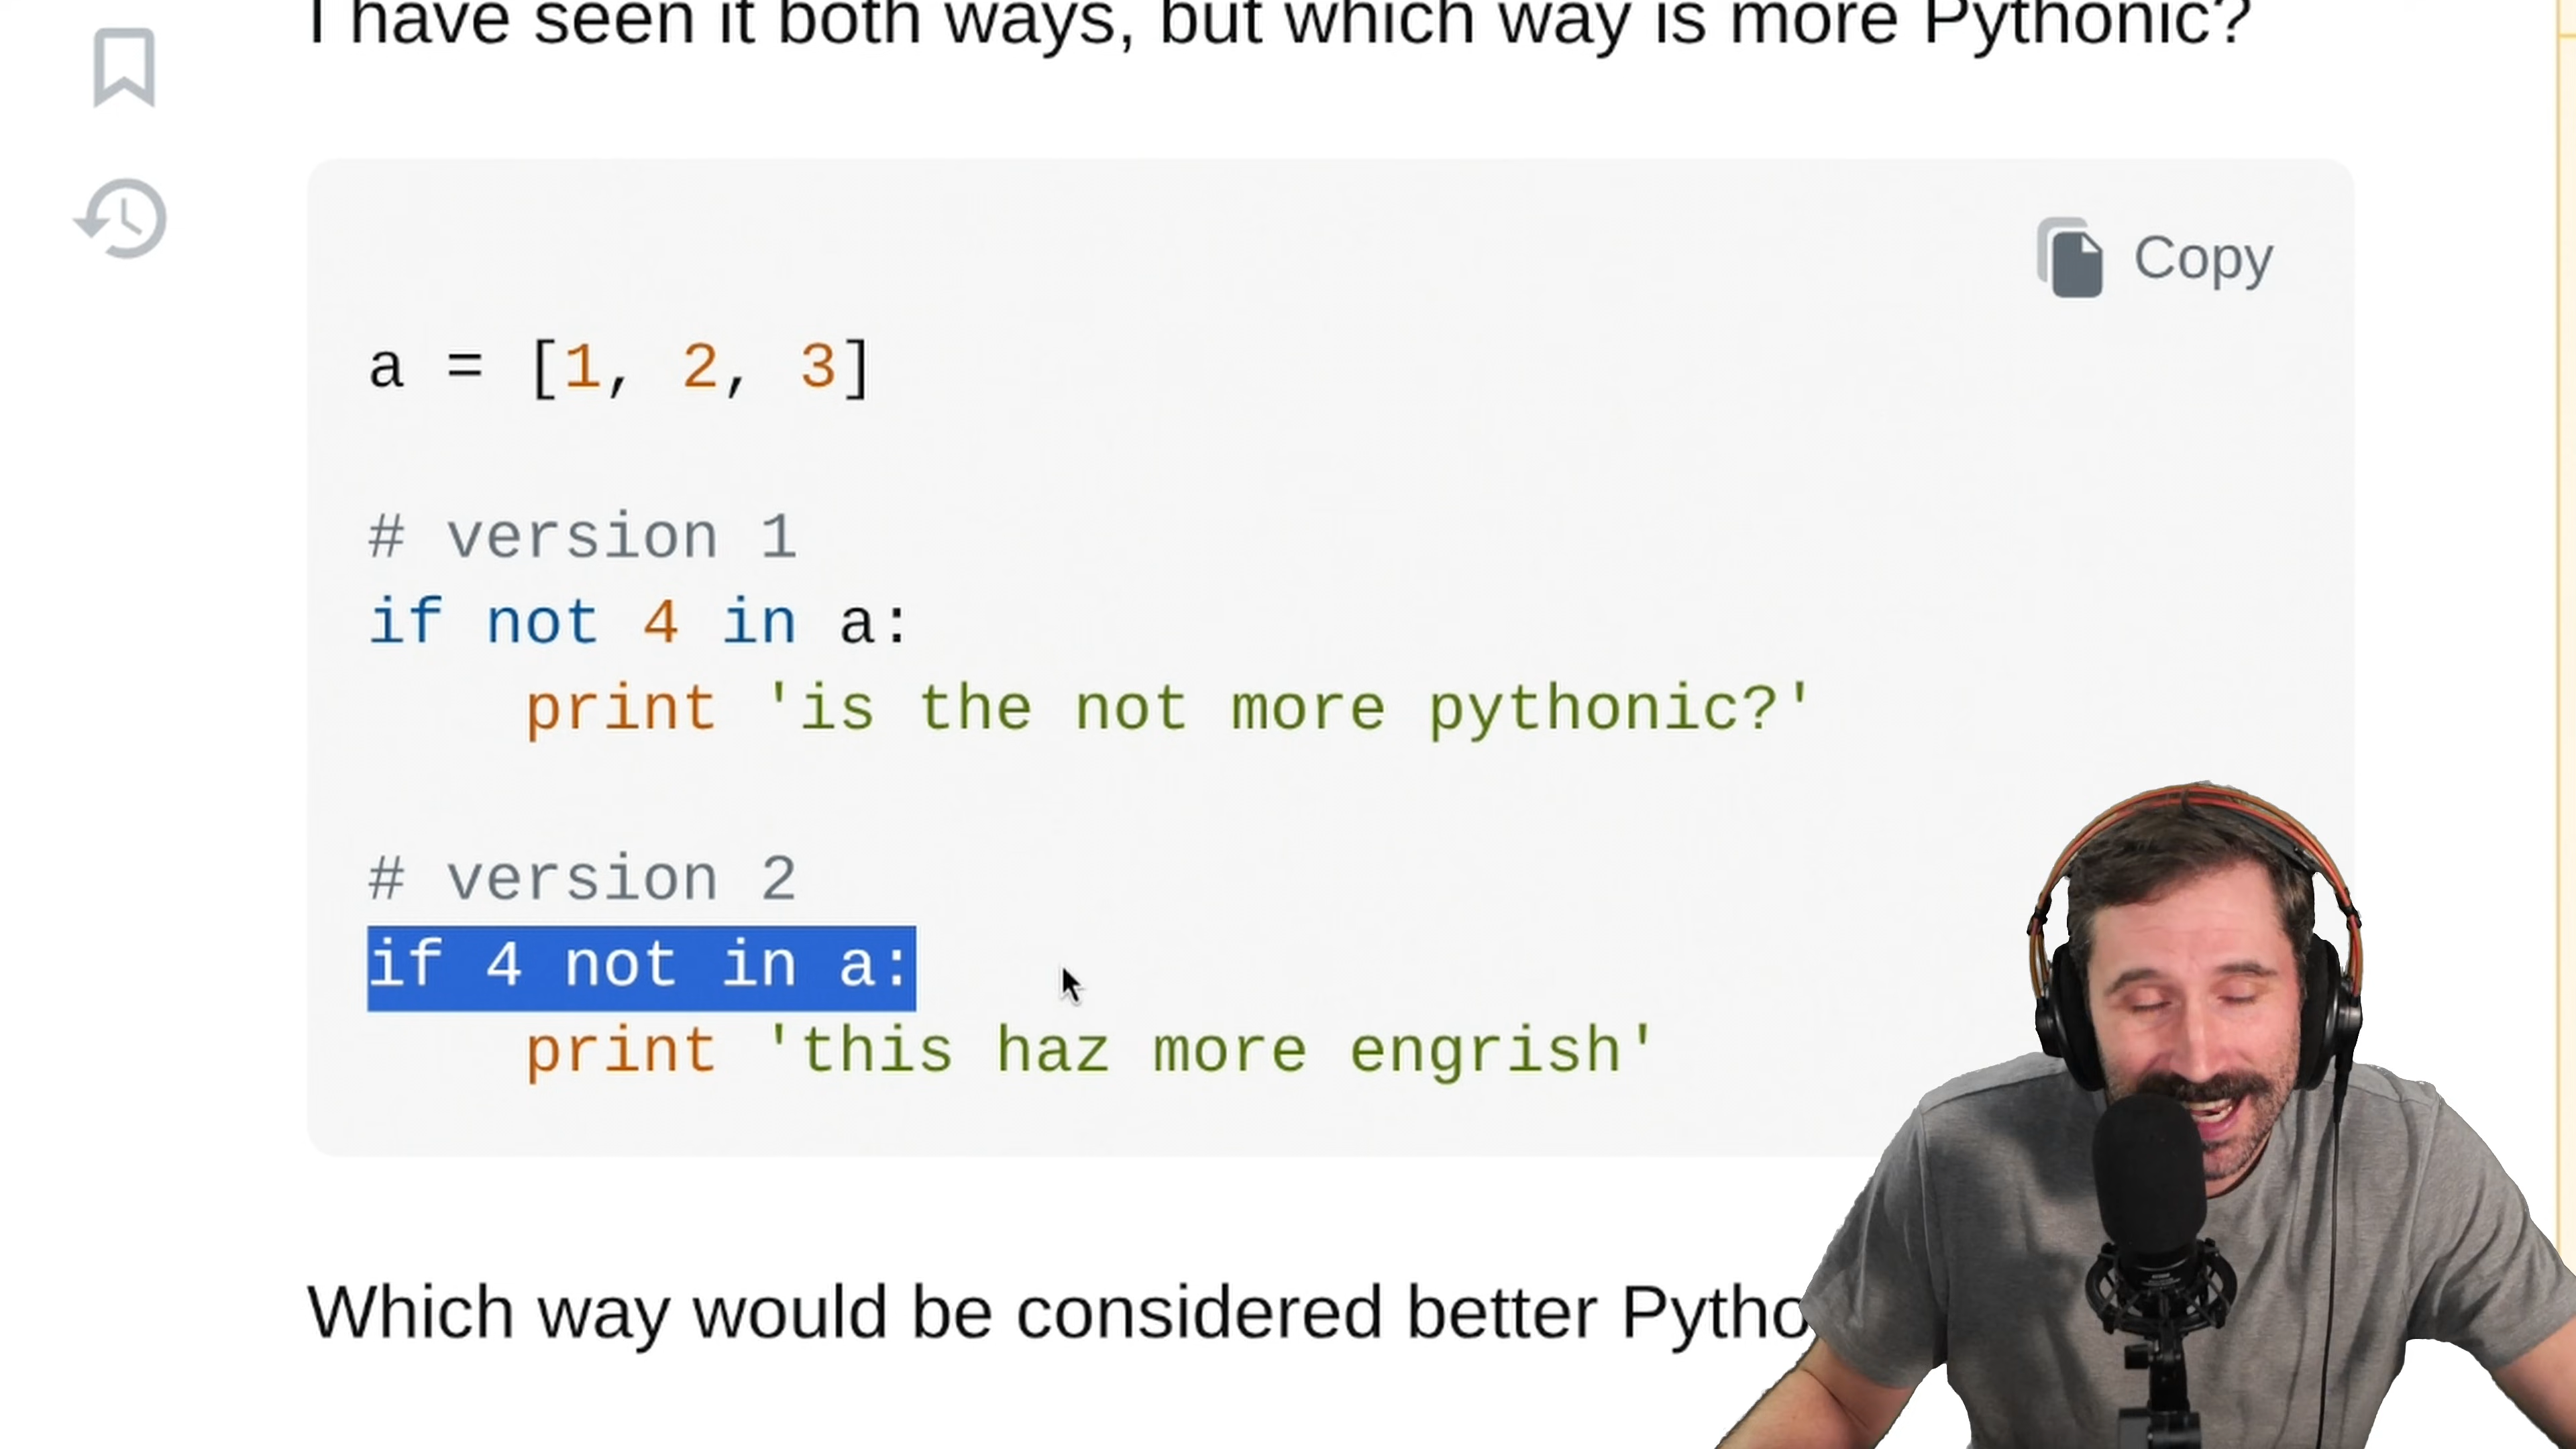 I have seen it both ways, but which way is more Pythonic?
Copy
a = [1, 2, 3]
# version 1
if not 4 in a:
print 'is the not more pythonic?'
# version 2
if 4 not in a:
print 'this haz more engrish'
Which way would be considered better Pytho